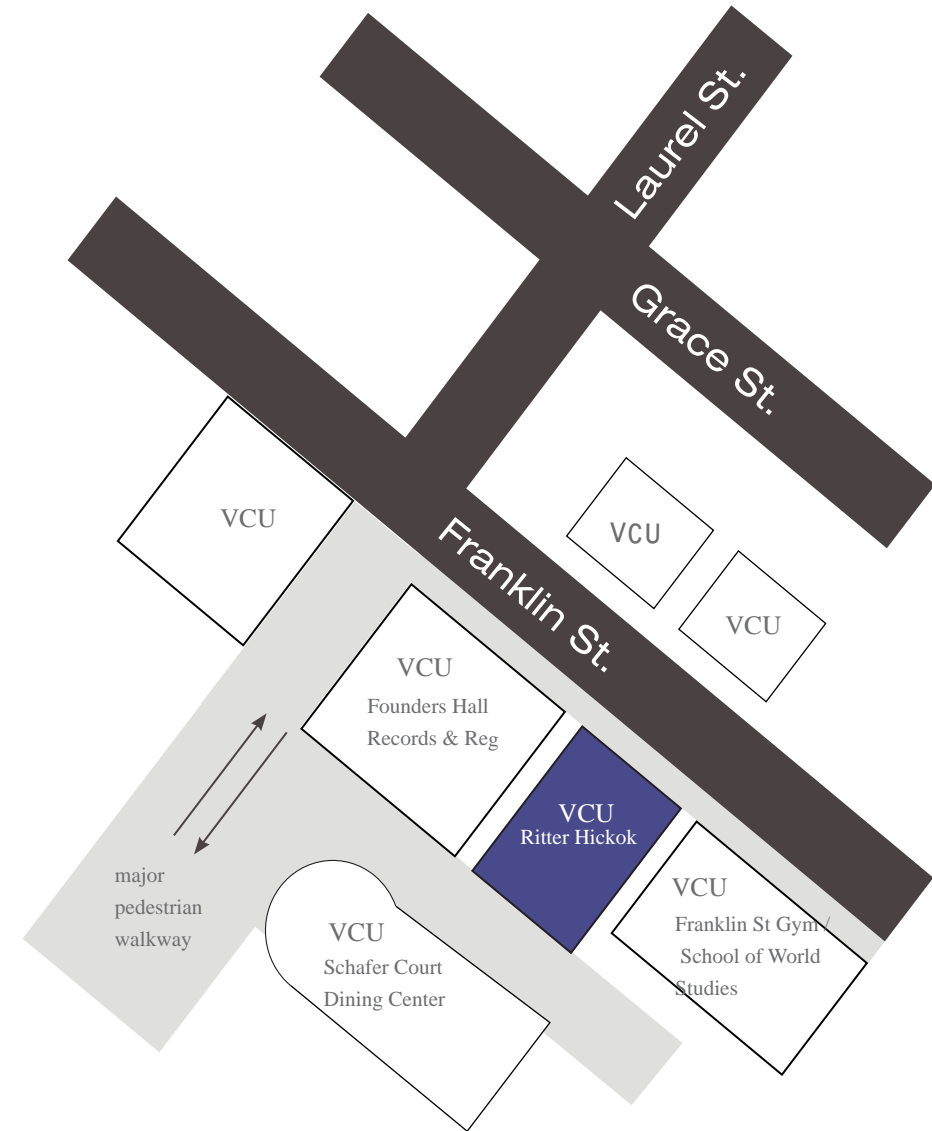 Laurel St.
Grace St.
VCU
VCU
Franklin St.
VCU
VCU
Founders Hall
Records & Reg
VCU
Ritter Hickok
VCU
Franklin St Gym /
School of World
Studies
major
pedestrian
walkway
VCU
Schafer Court
Dining Center